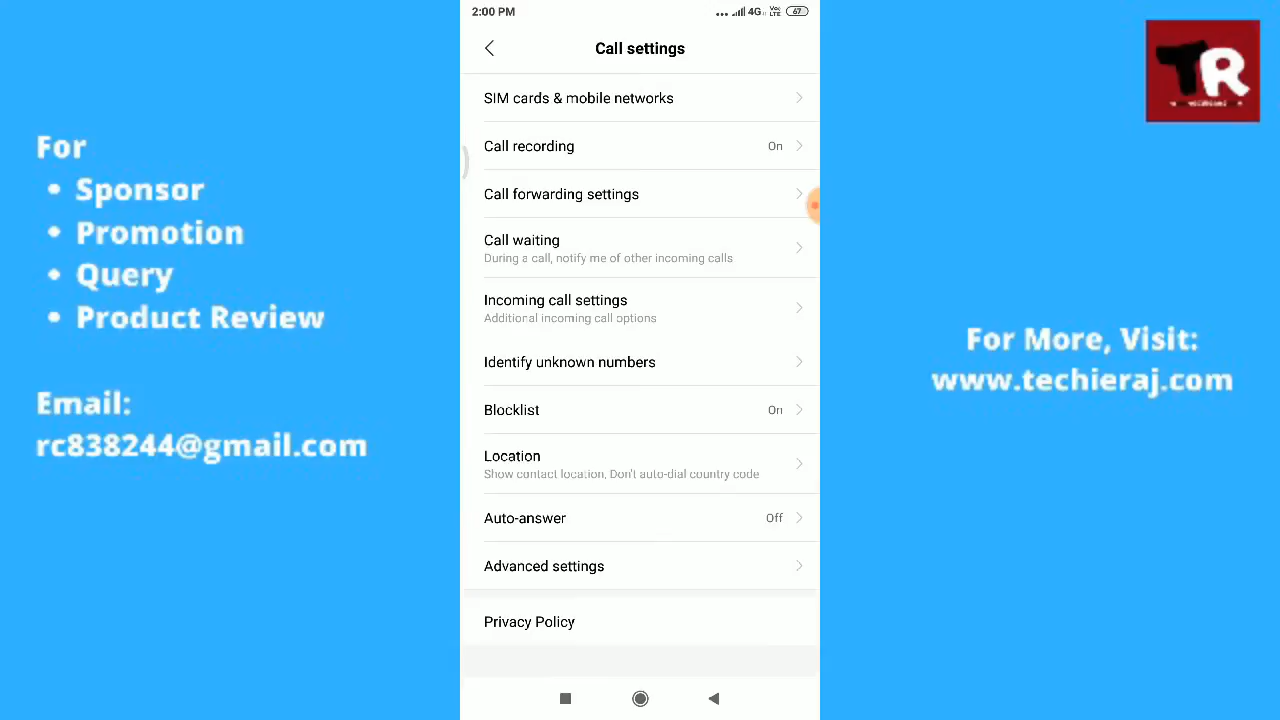 For
• Sponsor
• Promotion
• Query
• Product Review
Email:
rc838244@gmail.com
2:00 PM
4G
Vo
LTE
67
Call settings
SIM cards & mobile networks
Call recording On
Call forwarding settings
Call waiting
During a call, notify me of other incoming calls
Incoming call settings
Additional incoming call options
Identify unknown numbers
Blocklist On
Location
Show contact location, Don't auto-dial country code
Auto-answer Off
Advanced settings
Privacy Policy
TR
For More, Visit:
www.techieraj.com